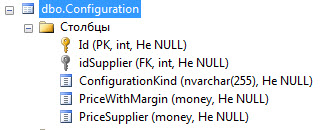 dbo.Configuration
Столбцы
Id (PK, int, Не NULL)
idSupplier (FK, int, Не NULL)
ConfigurationKind (nvarchar(255), Не NULL)
PriceWithMargin (money, Не NULL)
PriceSupplier (money, Не NULL)